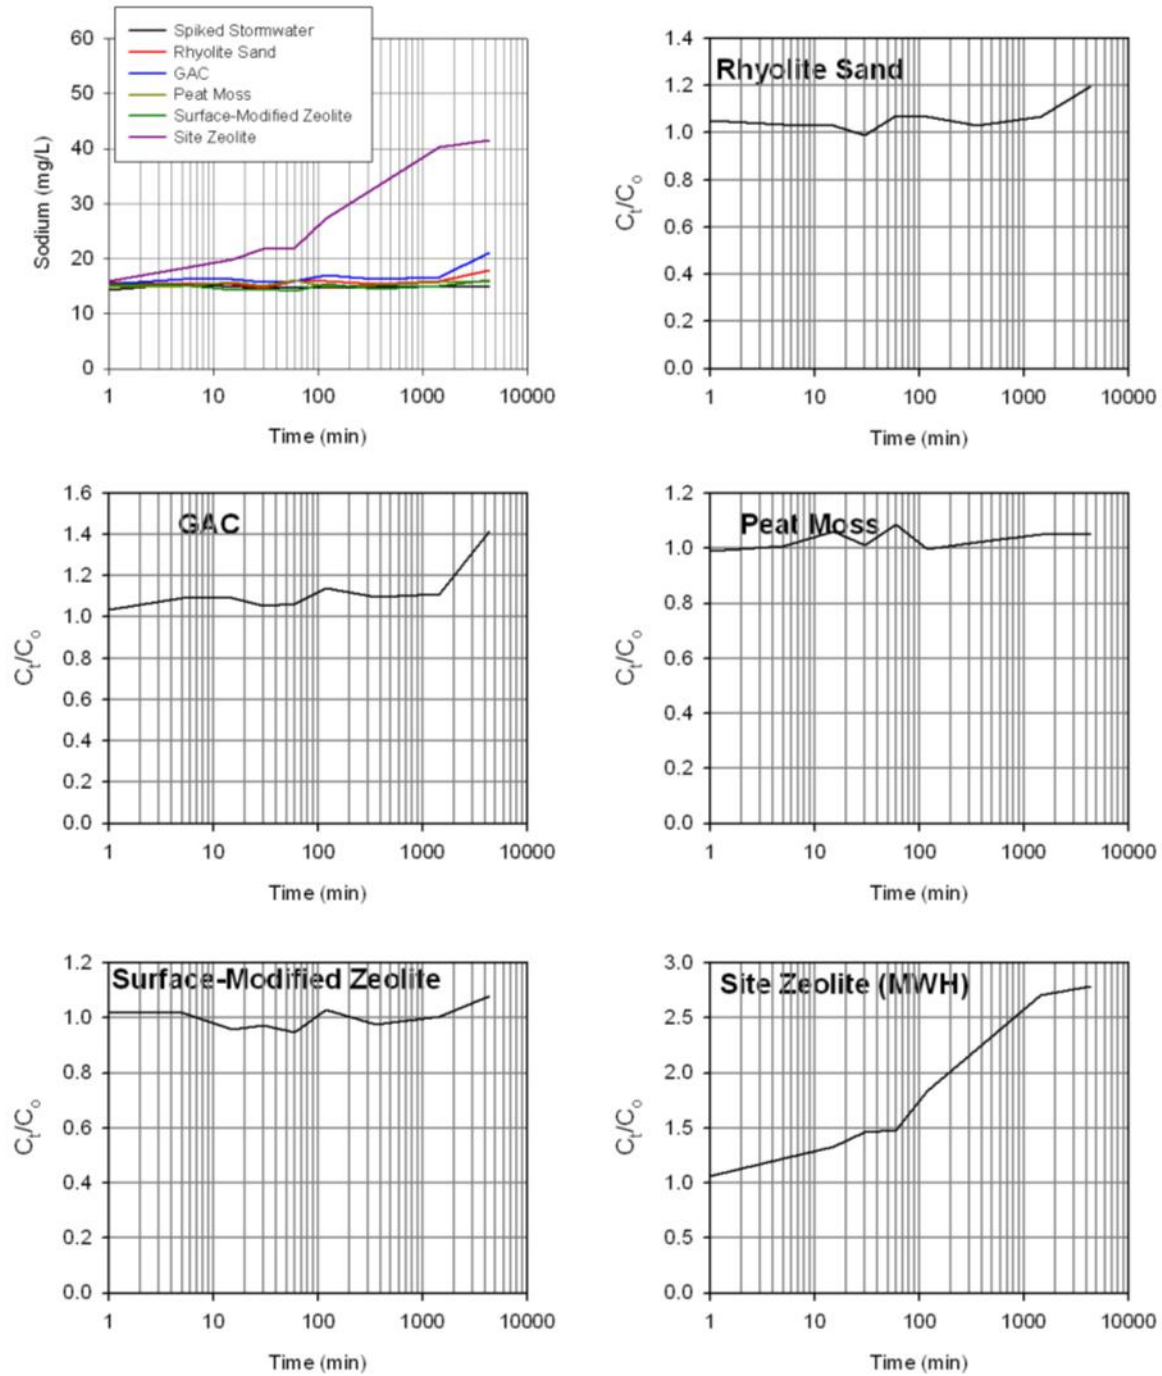 Spiked Stormwater
Rhyolite Sand
GAC
Peat Moss
Surface-Modified Zeolite
Site Zeolite
60
50
40
30
20
10
0
Sodium (mg/L)
1 10 100 1000 10000
Time (min)
Rhyolite Sand
1.4
1.2
1.0
0.8
0.6
0.4
0.2
0.0
Ct/Co
1 10 100 1000 10000
Time (min)
GAC
1.6
1.4
1.2
1.0
0.8
0.6
0.4
0.2
0.0
Ct/Co
1 10 100 1000 10000
Time (min)
Peat Moss
1.2
1.0
0.8
0.6
0.4
0.2
0.0
Ct/Co
1 10 100 1000 10000
Time (min)
Surface-Modified Zeolite
1.2
1.0
0.8
0.6
0.4
0.2
0.0
Ct/Co
1 10 100 1000 10000
Time (min)
Site Zeolite (MWH)
3.0
2.5
2.0
1.5
1.0
0.5
0.0
Ct/Co
1 10 100 1000 10000
Time (min)